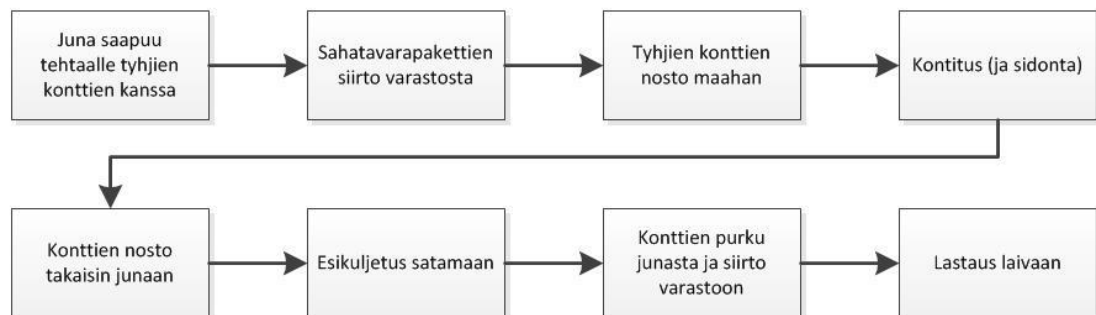 Juna saapuu
tehtaalle tyhjien
konttien kanssa
Sahatavarapakettien
siirto varastosta
Tyhjien konttien
nosto maahan
Kontitus (ja sidonta)
Konttien nosto
takaisin junaan
Esikuljetus satamaan
Konttien purku
junasta ja siirto
varastoon
Lastaus laivaan